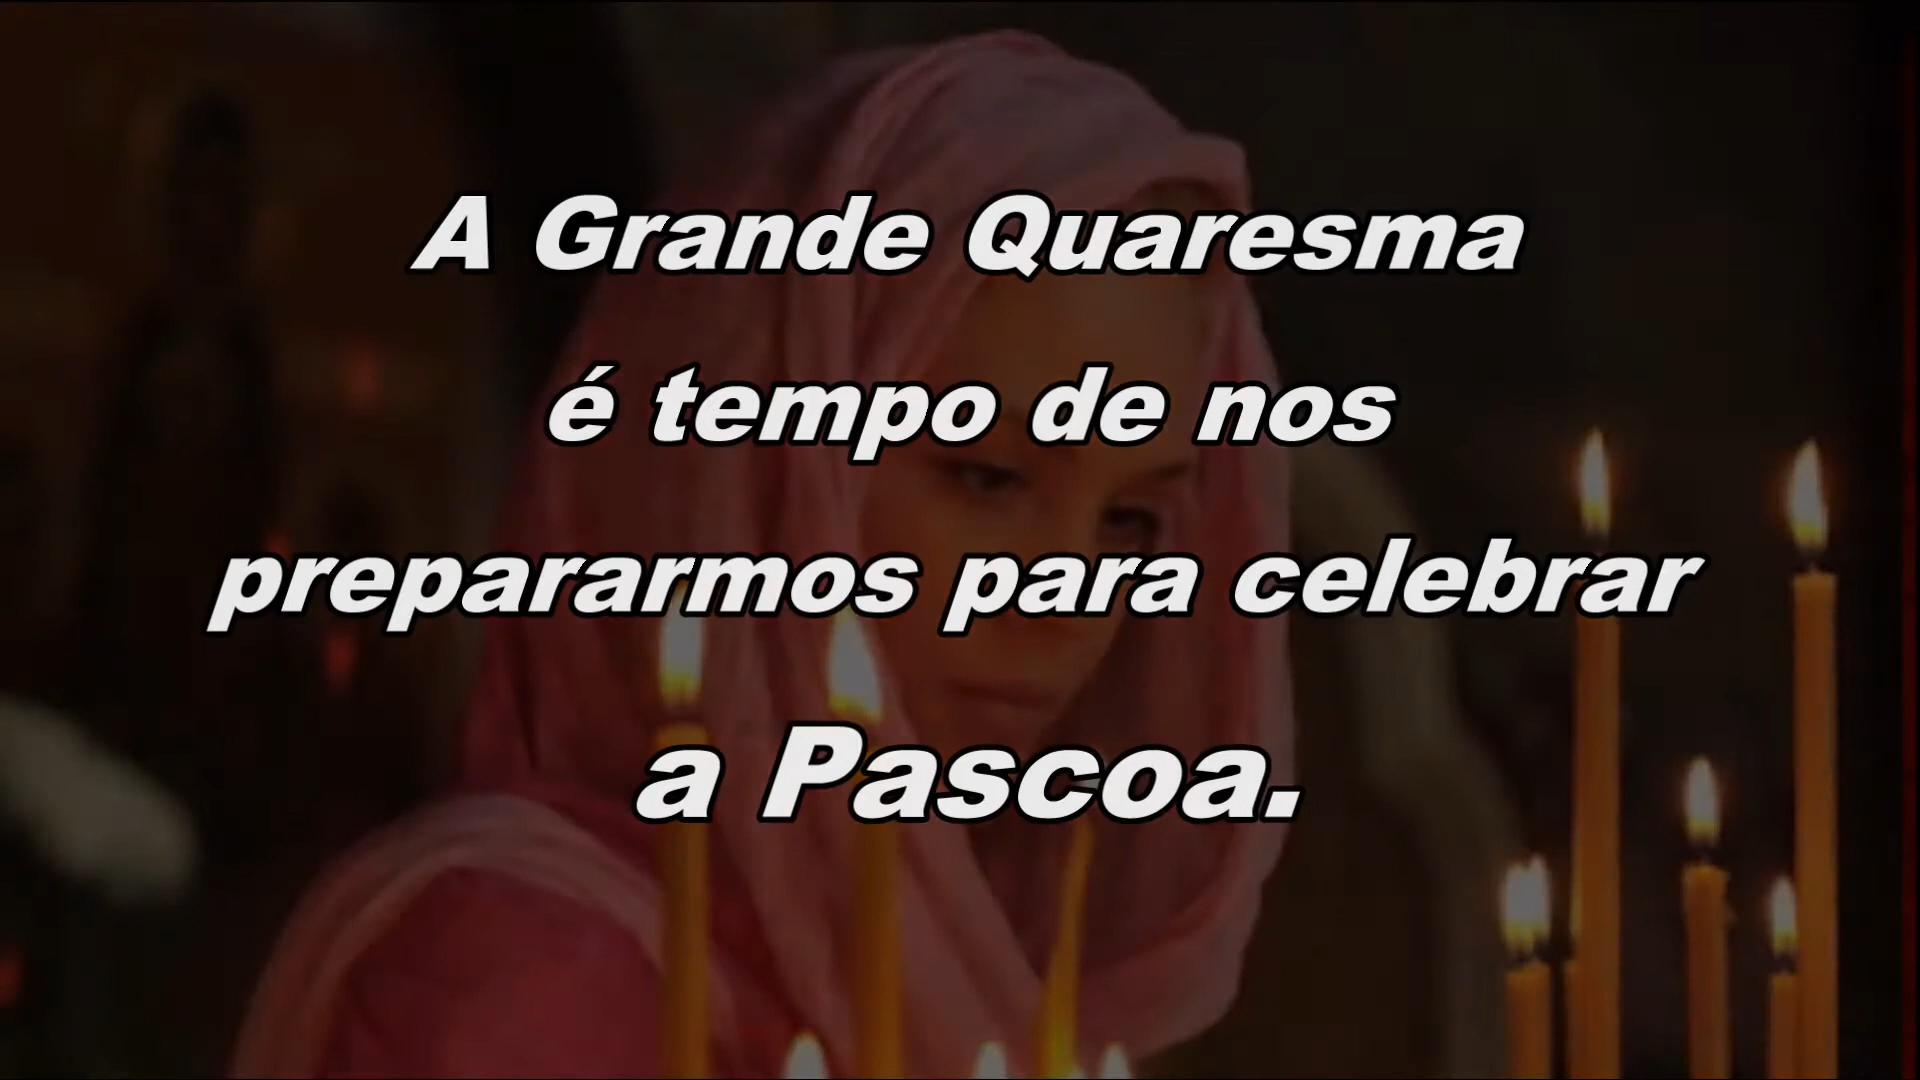 A Grande Quaresma
é tempo de nos
prepararmos para celebrar
a Pascoa.